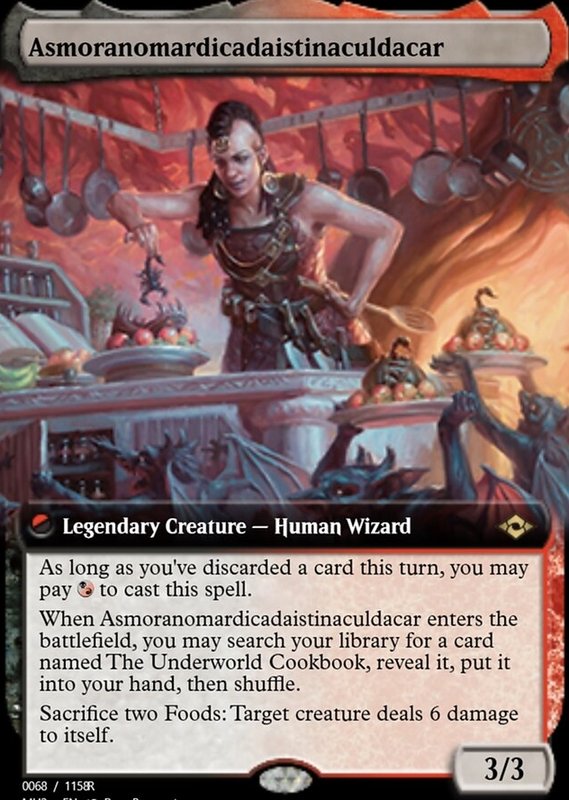 Asmoranomardicadaistinaculdacar
Legendary Creature — Human Wizard
As long as you've discarded a card this turn, you may
pay to cast this spell.
When Asmoranomardicadaistinaculdacar enters the
battlefield, you may search your library for a card
named The Underworld Cookbook, reveal it, put it
into your hand, then shuffle.
Sacrifice two Foods: Target creature deals 6 damage
to itself.
3/3
0068 / 1158R